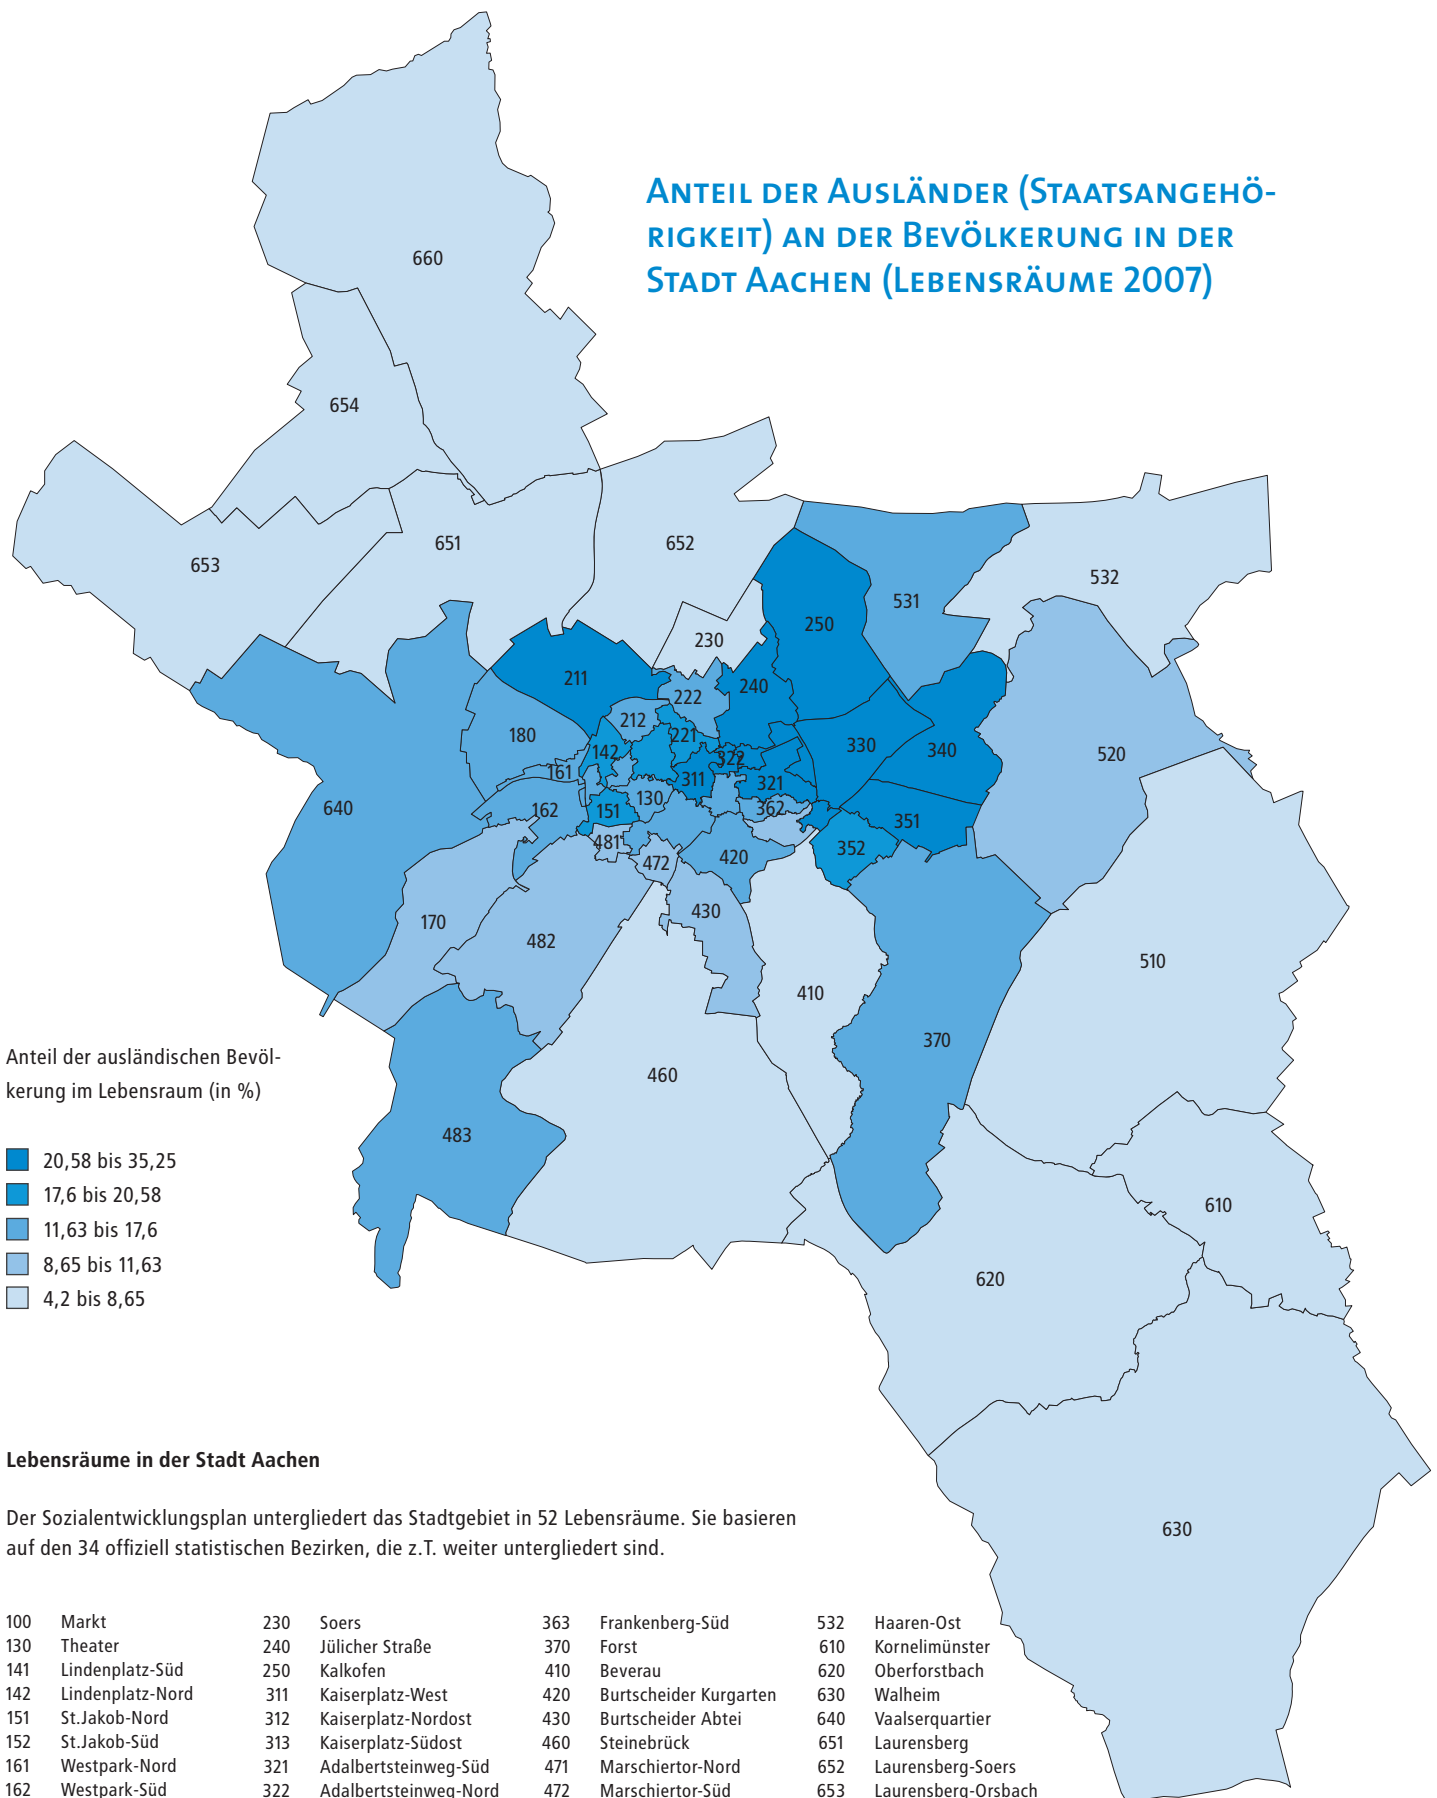 ANTEIL DER AUSLÄNDER (STAATSANGEHÖ-
RIGKEIT) AN DER BEVÖLKERUNG IN DER
STADT AACHEN (LEBENSRÄUME 2007)
660
654
653
651
652
532
531
250
230
211
240
222
212
221
180
142
322
330
340
520
161
311
321
640
162
151
130
362
351
481
472
420
352
170
430
482
510
410
370
460
483
610
620
630
Anteil der ausländischen Bevöl-
kerung im Lebensraum (in %)
20,58 bis 35,25
17,6 bis 20,58
11,63 bis 17,6
8,65 bis 11,63
4,2 bis 8,65
Lebensräume in der Stadt Aachen
Der Sozialentwicklungsplan untergliedert das Stadtgebiet in 52 Lebensräume. Sie basieren
auf den 34 offiziell statistischen Bezirken, die z.T. weiter untergliedert sind.
100 Markt
130 Theater
141 Lindenplatz-Süd
142 Lindenplatz-Nord
151 St.Jakob-Nord
152 St.Jakob-Süd
161 Westpark-Nord
162 Westpark-Süd
230 Soers
240 Jülicher Straße
250 Kalkofen
311 Kaiserplatz-West
312 Kaiserplatz-Nordost
313 Kaiserplatz-Südost
321 Adalbertsteinweg-Süd
322 Adalbertsteinweg-Nord
363 Frankenberg-Süd
370 Forst
410 Beverau
420 Burtscheider Kurgarten
430 Burtscheider Abtei
460 Steinebrück
471 Marschiertor-Nord
472 Marschiertor-Süd
532 Haaren-Ost
610 Kornelimünster
620 Oberforstbach
630 Walheim
640 Vaalserquartier
651 Laurensberg
652 Laurensberg-Soers
653 Laurensberg-Orsbach